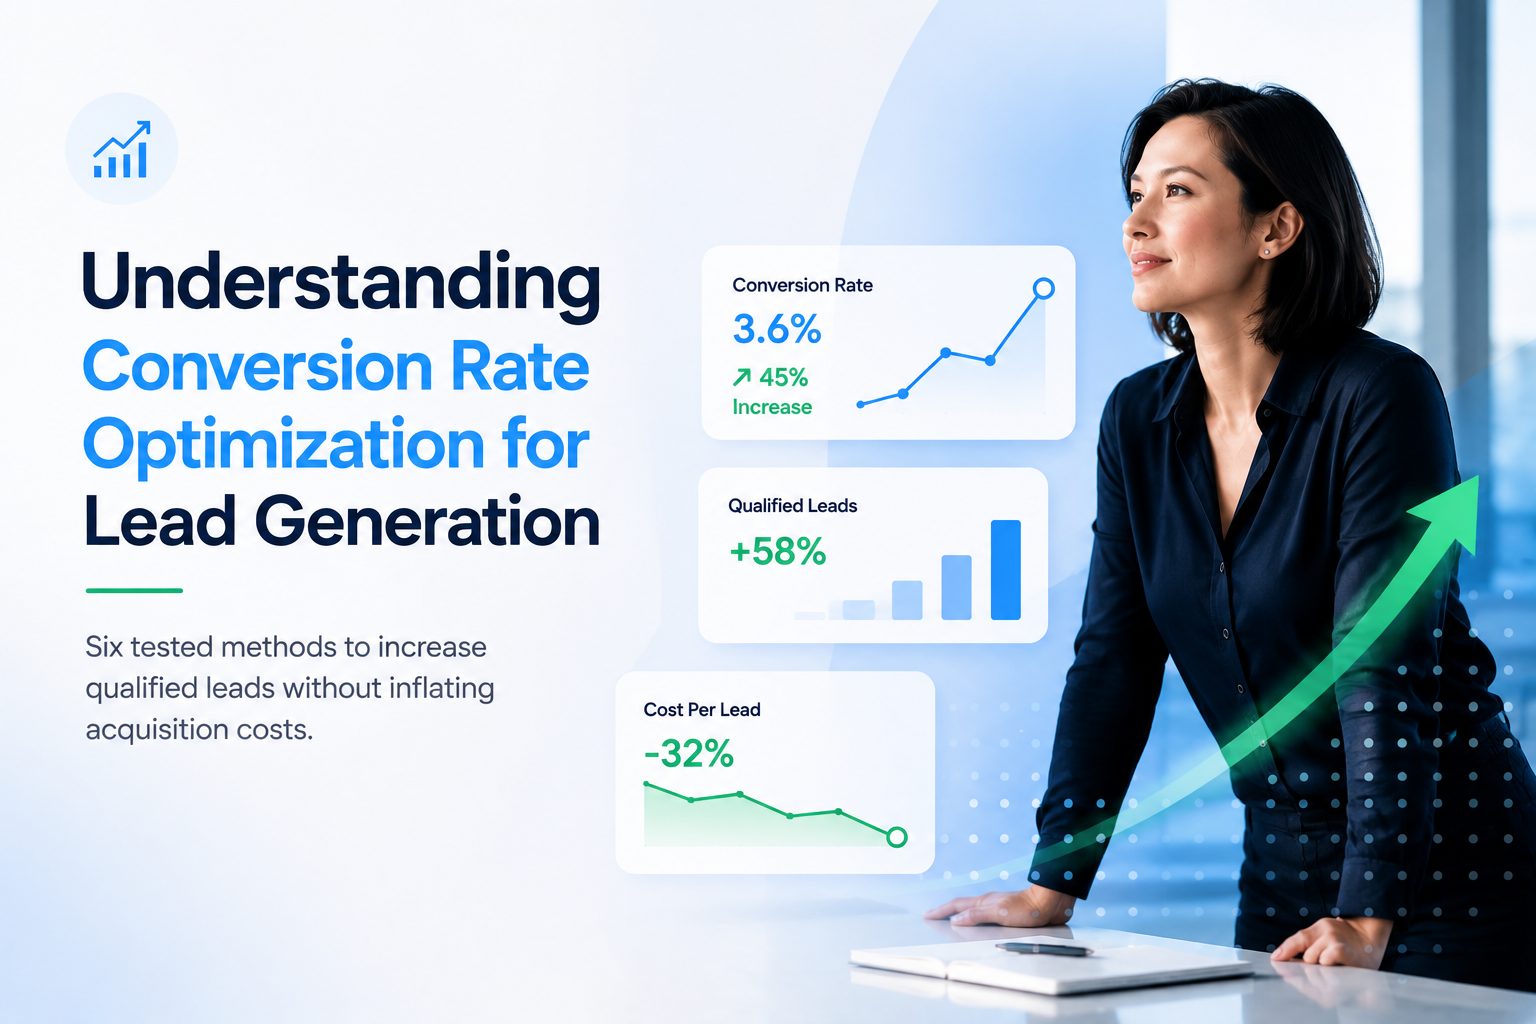 Understanding
Conversion Rate
Optimization for
Lead Generation
Six tested methods to increase
qualified leads without inflating
acquisition costs.
Conversion Rate
3.6%
↗ 45%
Increase
Qualified Leads
+58%
Cost Per Lead
-32%